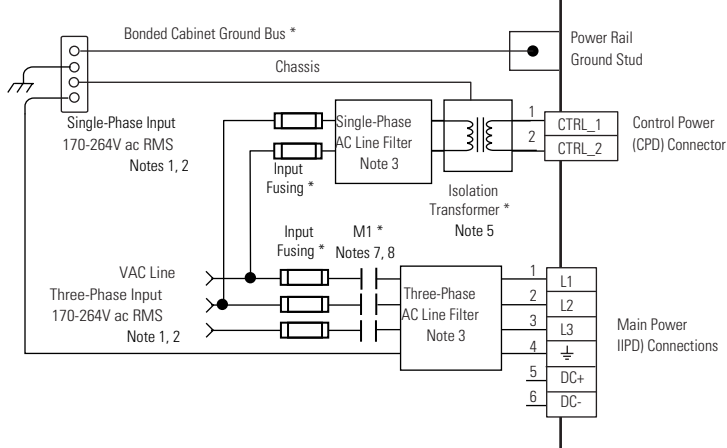 Bonded Cabinet Ground Bus *
Power Rail
Ground Stud
Chassis
Single-Phase Input
170-264V ac RMS
Notes 1, 2
Input
Fusing *
Single-Phase
AC Line Filter
Note 3
Isolation
Transformer *
Note 5
1
2
CTRL_1
CTRL_2
Control Power
(CPD) Connector
VAC Line
Three-Phase Input
170-264V ac RMS
Note 1, 2
Input
Fusing *
M1 *
Notes 7, 8
Three-Phase
AC Line Filter
Note 3
1
2
3
4
5
6
L1
L2
L3
DC+
DC-
Main Power
IIPD) Connections